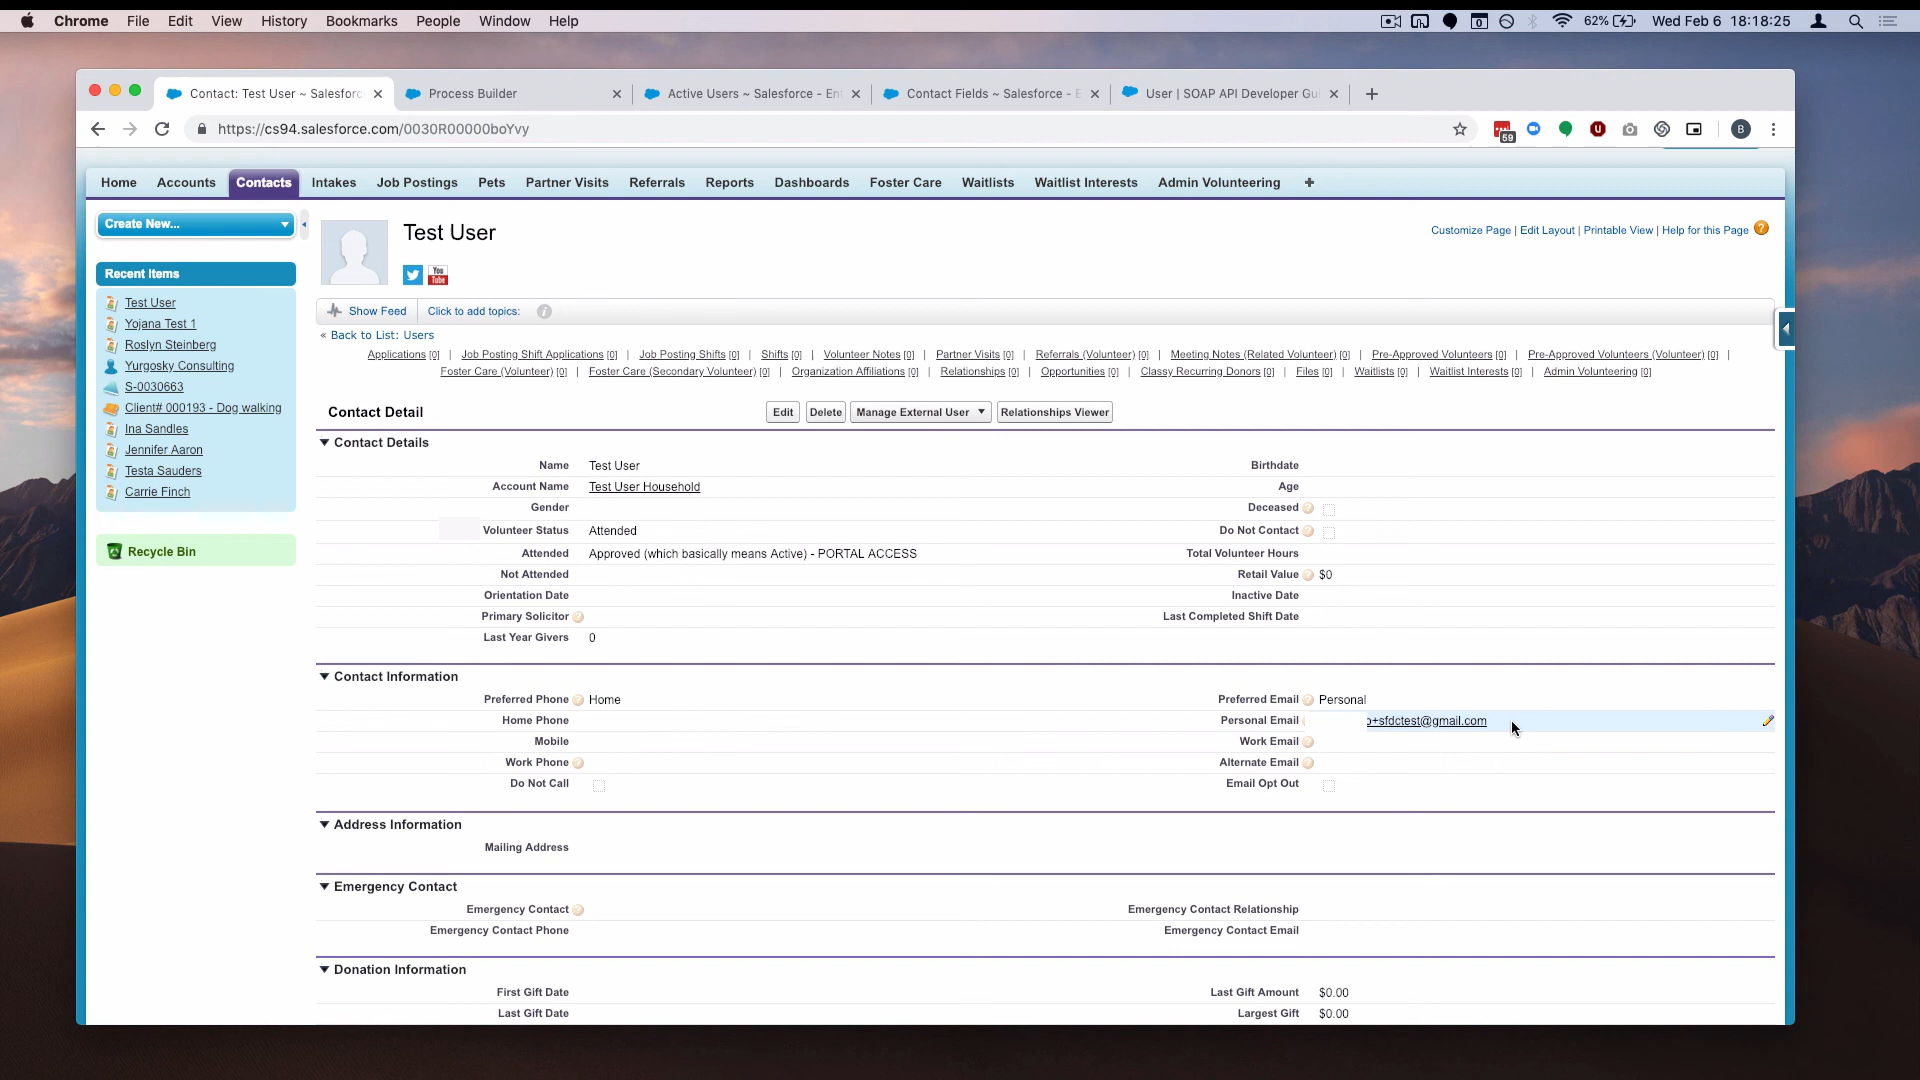 Chrome File Edit View History Bookmarks People Window Help 62% Wed Feb 6 18:18:25
Contact: Test User ~ Salesforc Process Builder Active Users ~ Salesforce - En Contact Fields ~ Salesforce - E User | SOAP API Developer Gu
https://cs94.salesforce.com/0030R00000boYvy 59 B
Home Accounts Contacts Intakes Job Postings Pets Partner Visits Referrals Reports Dashboards Foster Care Waitlists Waitlist Interests Admin Volunteering +
Create New...
Recent Items
Test User
Yojana Test 1
Roslyn Steinberg
Yurgosky Consulting
S-0030663
Client# 000193 - Dog walking
Ina Sandles
Jennifer Aaron
Testa Sauders
Carrie Finch
Recycle Bin
Test User
Customize Page | Edit Layout | Printable View | Help for this Page ?
You Tube
Show Feed Click to add topics: i
« Back to List: Users
Applications [0] | Job Posting Shift Applications [0] | Job Posting Shifts [0] | Shifts [0] | Volunteer Notes [0] | Partner Visits [0] | Referrals (Volunteer) [0] | Meeting Notes (Related Volunteer) [0] | Pre-Approved Volunteers [0] | Pre-Approved Volunteers (Volunteer) [0] |
Foster Care (Volunteer) [0] | Foster Care (Secondary Volunteer) [0] | Organization Affiliations [0] | Relationships [0] | Opportunities [0] | Classy Recurring Donors [0] | Files [0] | Waitlists [0] | Waitlist Interests [0] | Admin Volunteering [0]
Contact Detail Edit Delete Manage External User Relationships Viewer
Contact Details
Name Test User Birthdate
Account Name Test User Household Age
Gender Deceased ?
Volunteer Status Attended Do Not Contact ?
Attended Approved (which basically means Active) - PORTAL ACCESS Total Volunteer Hours
Not Attended Retail Value ? $0
Orientation Date Inactive Date
Primary Solicitor ? Last Completed Shift Date
Last Year Givers 0
Contact Information
Preferred Phone ? Home Preferred Email ? Personal
Home Phone Personal Email o+sfdctest@gmail.com
Mobile Work Email ?
Work Phone ? Alternate Email ?
Do Not Call Email Opt Out
Address Information
Mailing Address
Emergency Contact
Emergency Contact ? Emergency Contact Relationship
Emergency Contact Phone Emergency Contact Email
Donation Information
First Gift Date Last Gift Amount $0.00
Last Gift Date Largest Gift $0.00